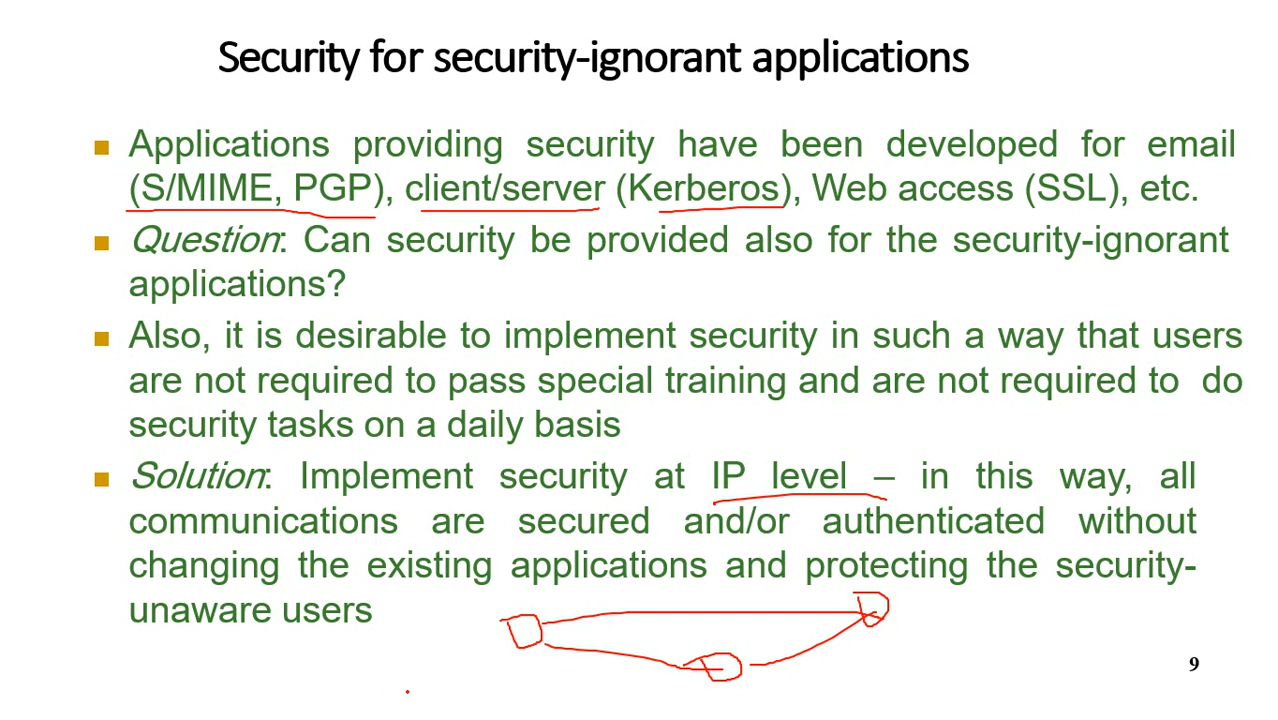 Security for security-ignorant applications
Applications providing security have been developed for email
(S/MIME, PGP), client/server (Kerberos), Web access (SSL), etc.
Question: Can security be provided also for the security-ignorant
applications?
Also, it is desirable to implement security in such a way that users
are not required to pass special training and are not required to do
security tasks on a daily basis
Solution: Implement security at IP level – in this way, all
communications are secured and/or authenticated without
changing the existing applications and protecting the security-
unaware users
9